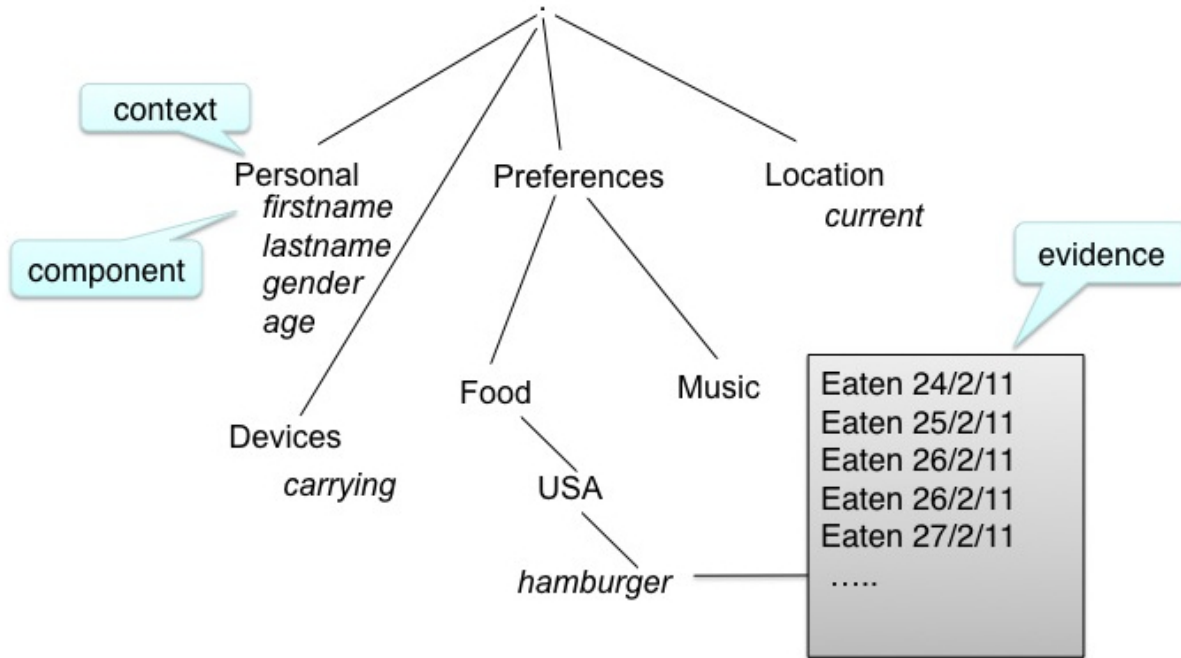 .
context
Personal
firstname
lastname
gender
age
component
Preferences
Location
current
evidence
Devices
carrying
Food
Music
USA
hamburger
Eaten 24/2/11
Eaten 25/2/11
Eaten 26/2/11
Eaten 26/2/11
Eaten 27/2/11
.....